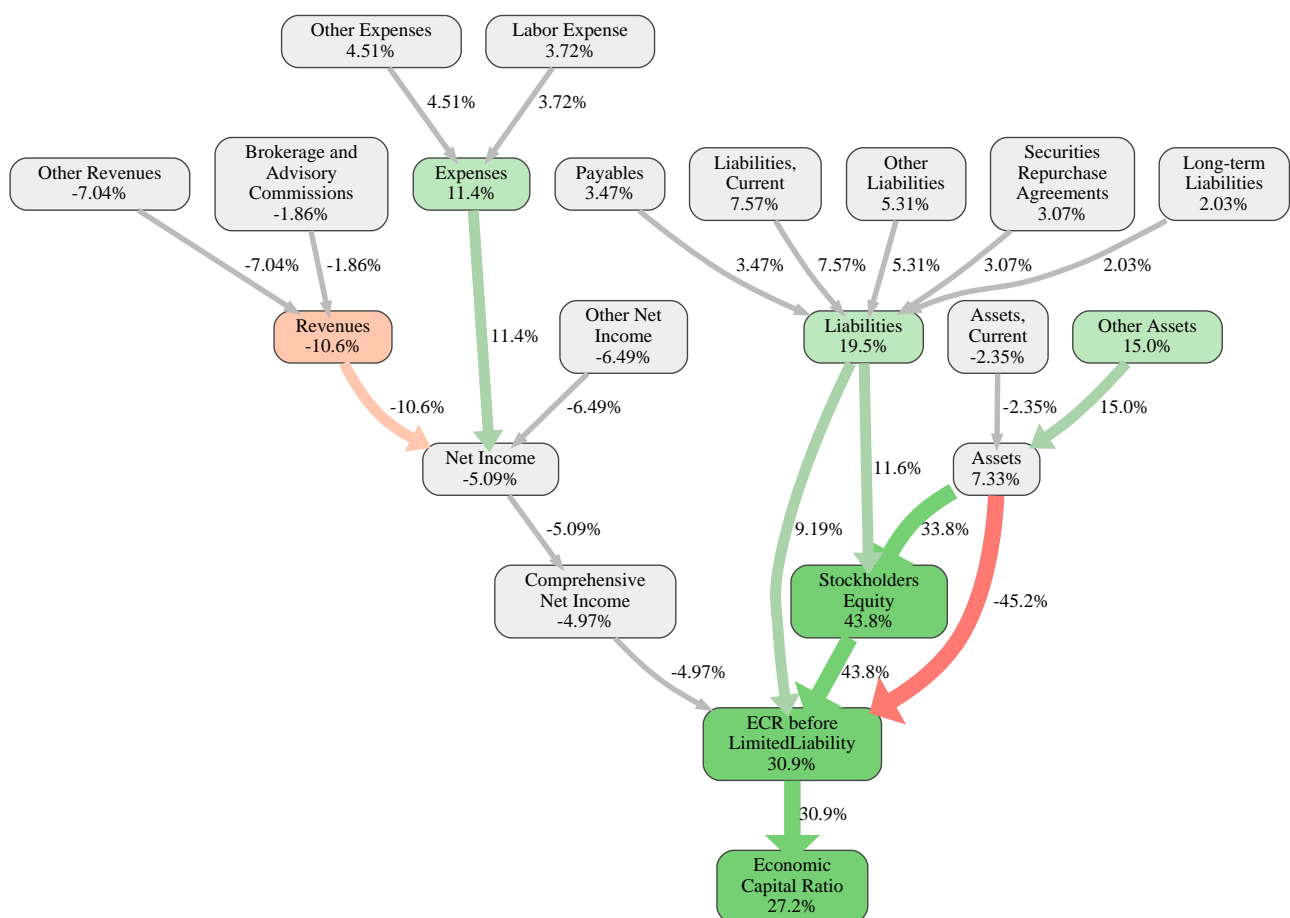 Other Expenses
4.51%
Labor Expense
3.72%
4.51%
3.72%
Other Revenues
-7.04%
Brokerage and
Advisory
Commissions
-1.86%
Expenses
11.4%
Payables
3.47%
Liabilities,
Current
7.57%
Other
Liabilities
5.31%
Securities
Repurchase
Agreements
3.07%
Long-term
Liabilities
2.03%
-7.04%
-1.86%
3.47%
7.57%
5.31%
3.07%
2.03%
Revenues
-10.6%
11.4%
Other Net
Income
-6.49%
Liabilities
19.5%
Assets,
Current
-2.35%
Other Assets
15.0%
-10.6%
-6.49%
-2.35%
15.0%
Net Income
-5.09%
11.6%
Assets
7.33%
-5.09%
9.19%
33.8%
Comprehensive
Net Income
-4.97%
Stockholders
Equity
43.8%
-45.2%
-4.97%
43.8%
ECR before
LimitedLiability
30.9%
30.9%
Economic
Capital Ratio
27.2%